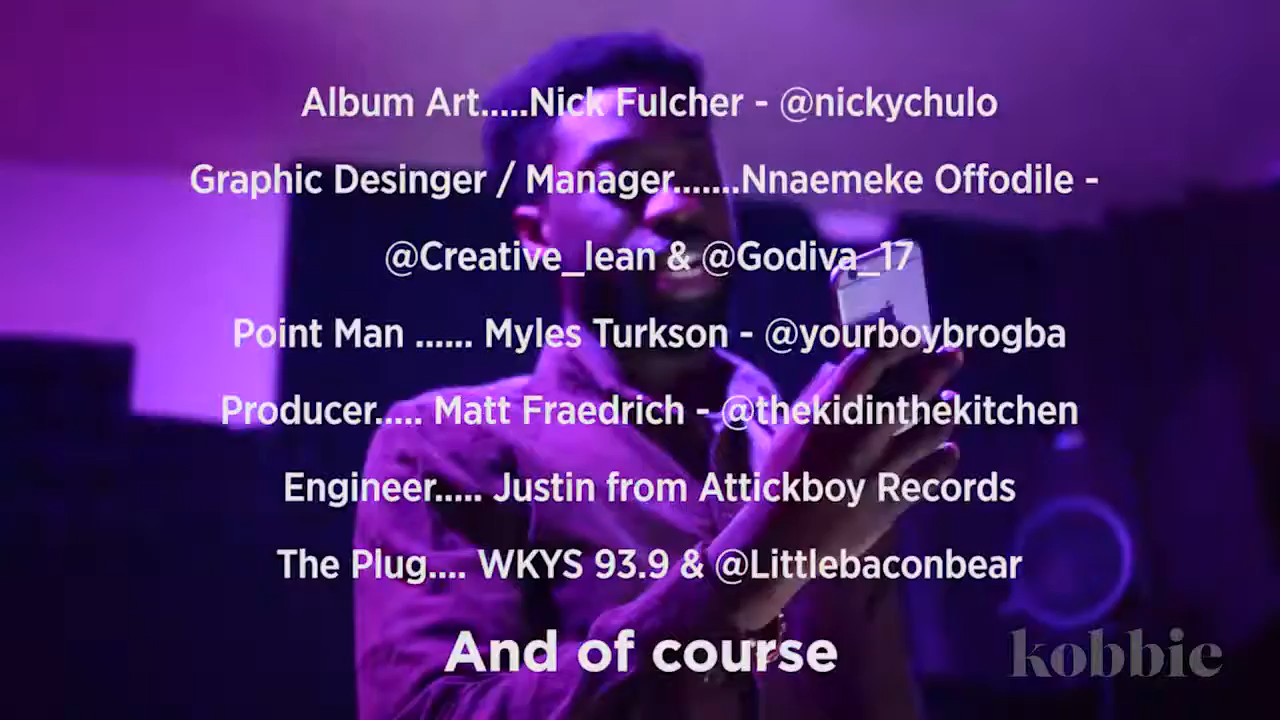 Album Art.....Nick Fulcher - @nickychulo
Graphic Desinger / Manager.......Nnaemeke Offodile -
@Creative_lean & @Godiva_17
Point Man ...... Myles Turkson - @yourboybrogba
Producer..... Matt Fraedrich - @thekidinthekitchen
Engineer..... Justin from Attickboy Records
The Plug.... WKYS 93.9 & @Littlebaconbear
And of course
kobbie